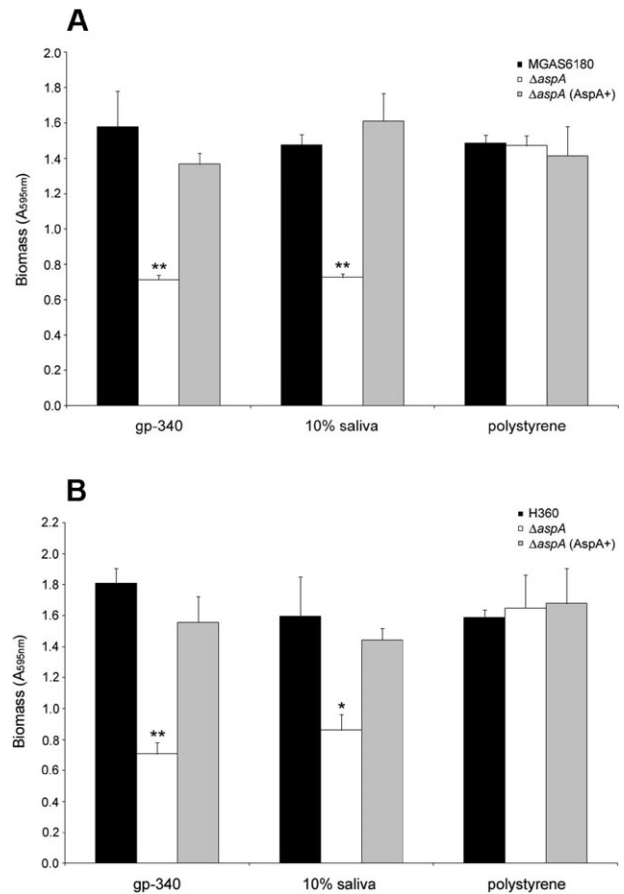 A
2.0
1.8
1.6
1.4
1.2
1.0
0.8
0.6
0.4
0.2
0.0
Biomass (A595nm)
MGAS6180
ΔaspA
ΔaspA (AspA+)
**
**
gp-340
10% saliva
polystyrene
B
2.2
2.0
1.8
1.6
1.4
1.2
1.0
0.8
0.6
0.4
0.2
0.0
Biomass (A595nm)
H360
ΔaspA
ΔaspA (AspA+)
**
*
gp-340
10% saliva
polystyrene